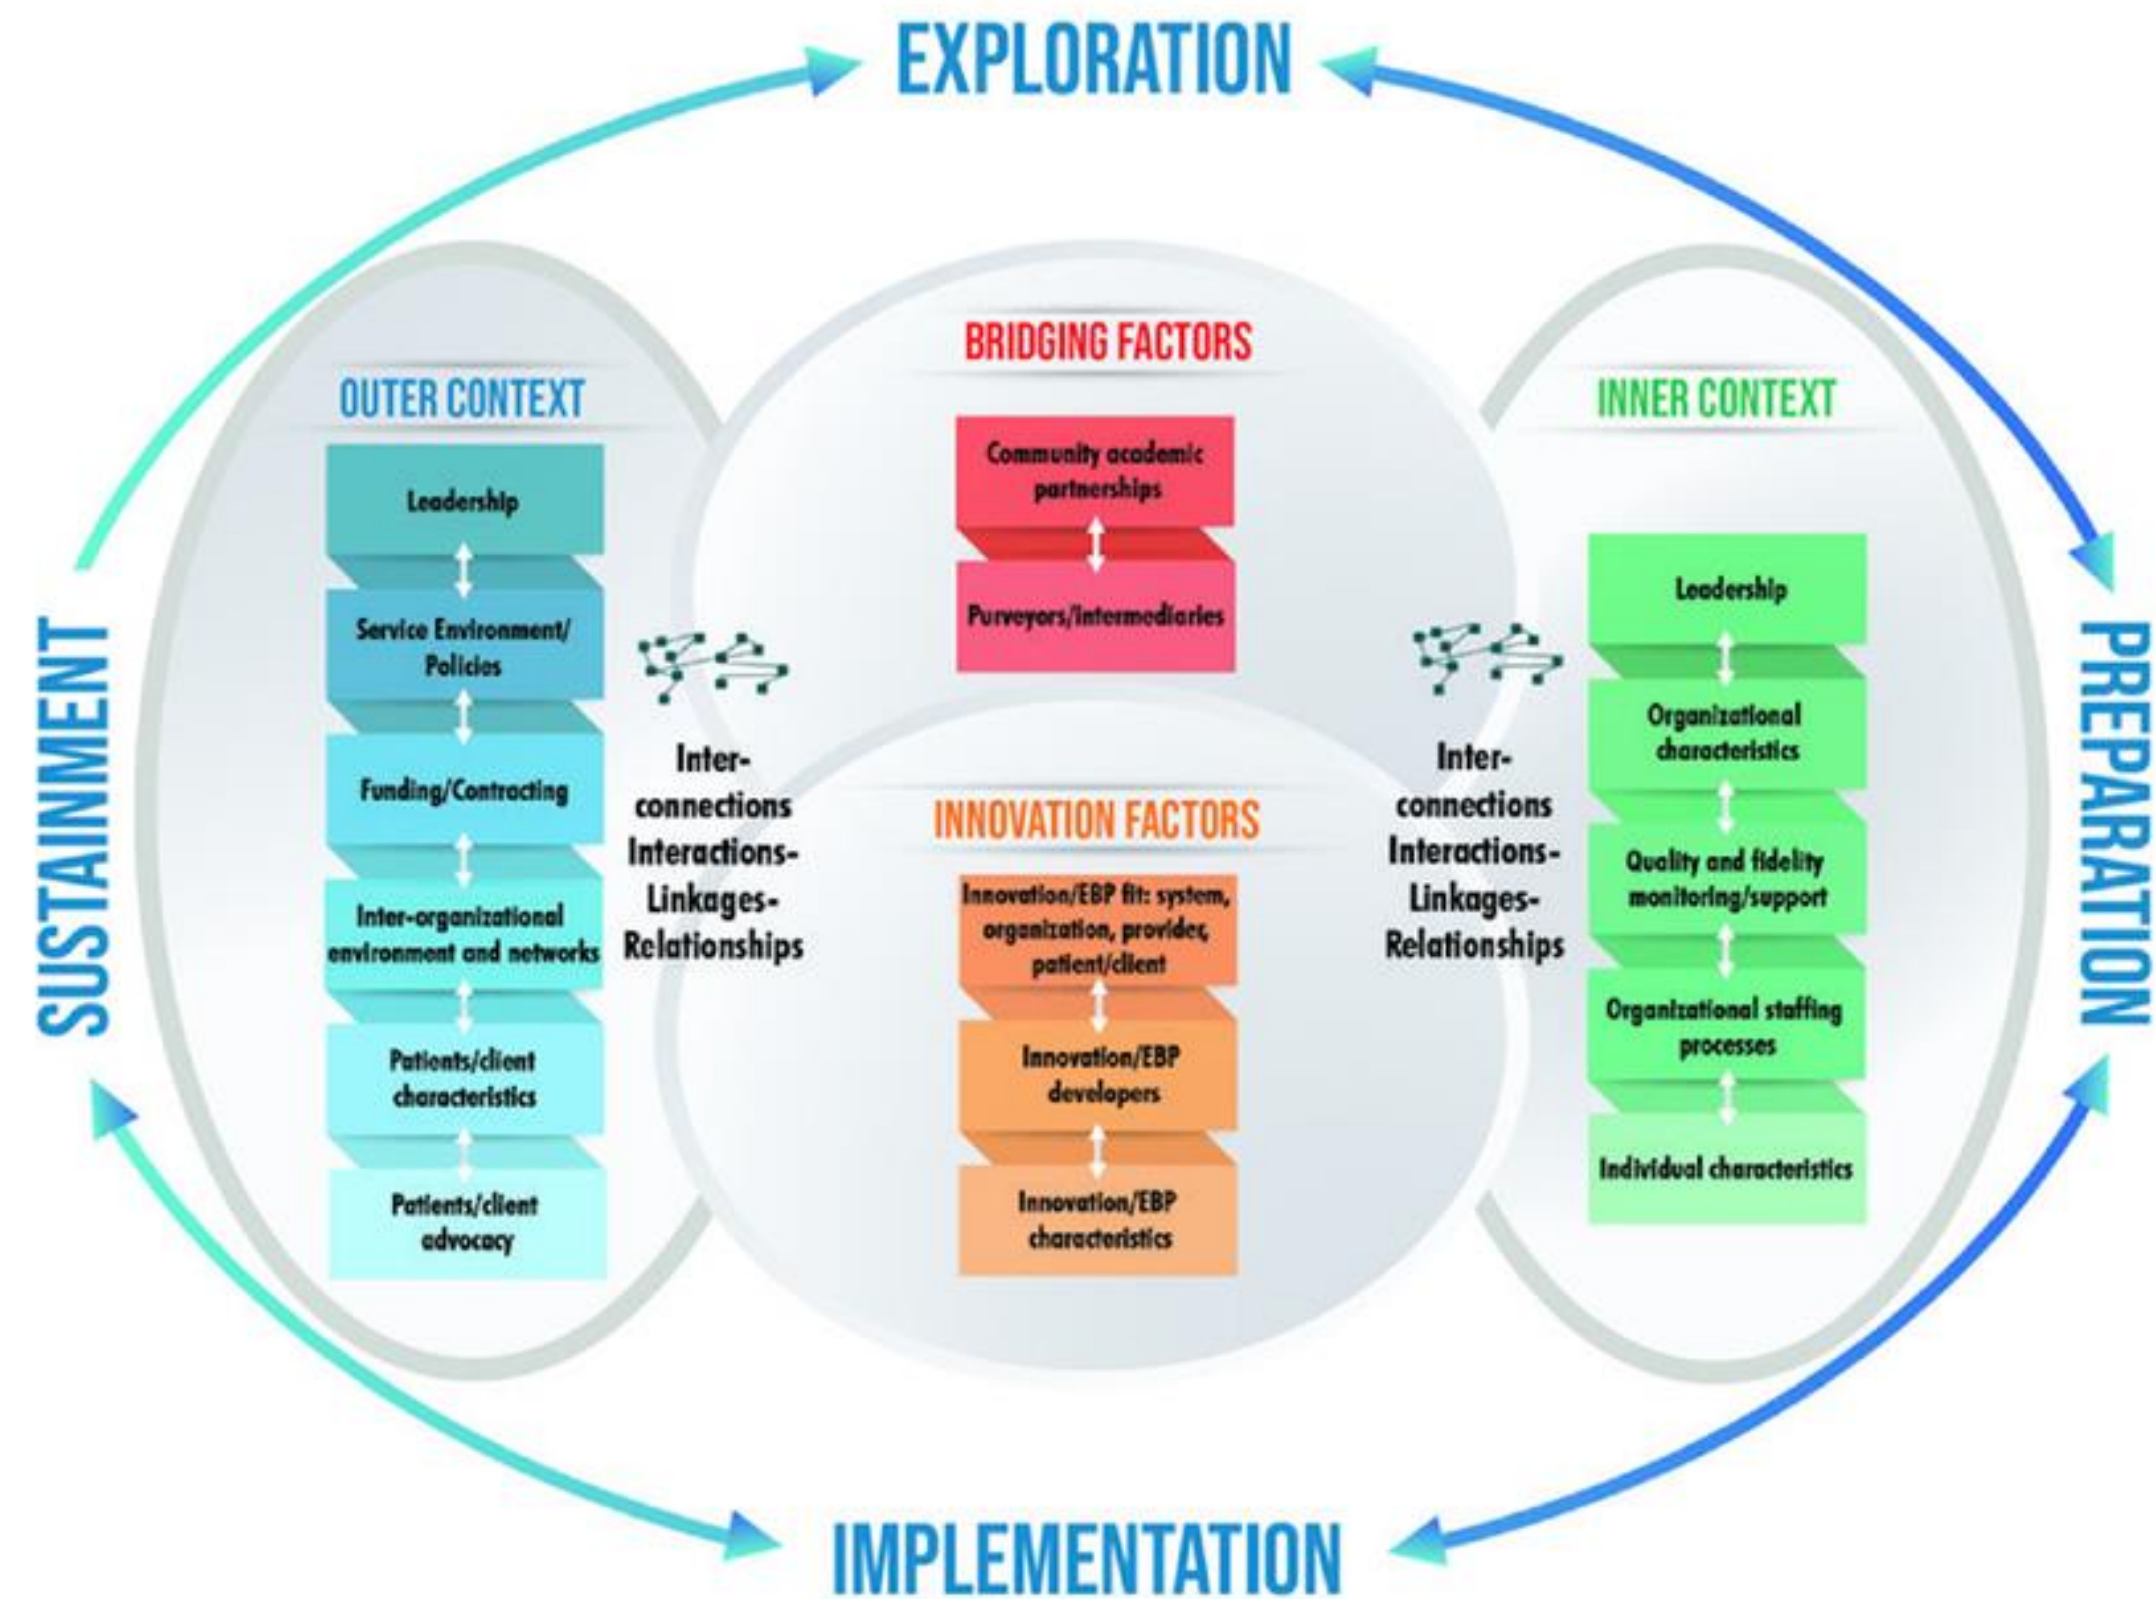 EXPLORATION
SUSTAINMENT
OUTER CONTEXT
Leadership
Service Environment/
Policies
Funding/Contracting
Inter-organizational
environment and networks
Patients/client
characteristics
Patients/client
advocacy
Inter-
connections
Interactions-
Linkages-
Relationships
BRIDGING FACTORS
Community academic
partnerships
Purveyors/Intermediaries
INNOVATION FACTORS
Innovation/EBP fit: system,
organization, provider,
patient/client
Innovation/EBP
developers
Innovation/EBP
characteristics
Inter-
connections
Interactions-
Linkages-
Relationships
INNER CONTEXT
Leadership
Organizational
characteristics
Quality and fidelity
monitoring/support
Organizational staffing
processes
Individual characteristics
PREPARATION
IMPLEMENTATION